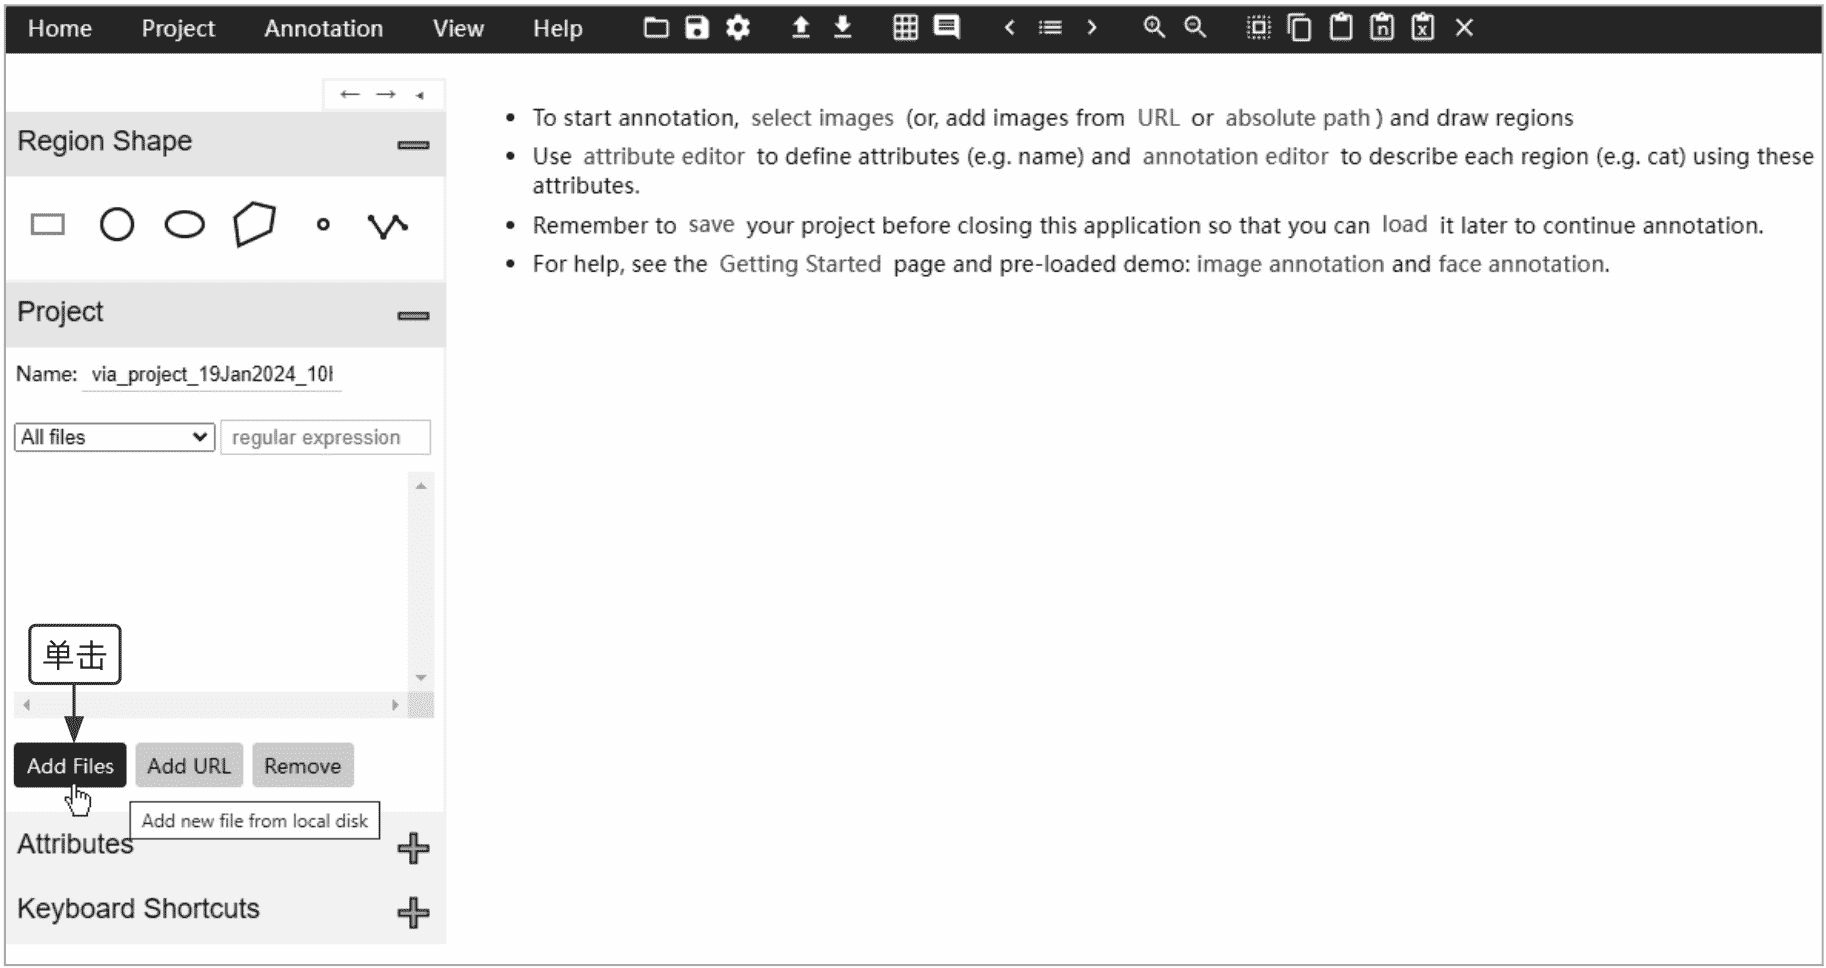 Home Project Annotation View Help
Region Shape
Project
Name: via_project_19Jan2024_10
All files regular expression
单击
Add Files Add URL Remove
Add new file from local disk
Attributes
Keyboard Shortcuts
To start annotation, select images (or, add images from URL or absolute path) and draw regions
Use attribute editor to define attributes (e.g. name) and annotation editor to describe each region (e.g. cat) using these
attributes.
Remember to save your project before closing this application so that you can load it later to continue annotation.
For help, see the Getting Started page and pre-loaded demo: image annotation and face annotation.